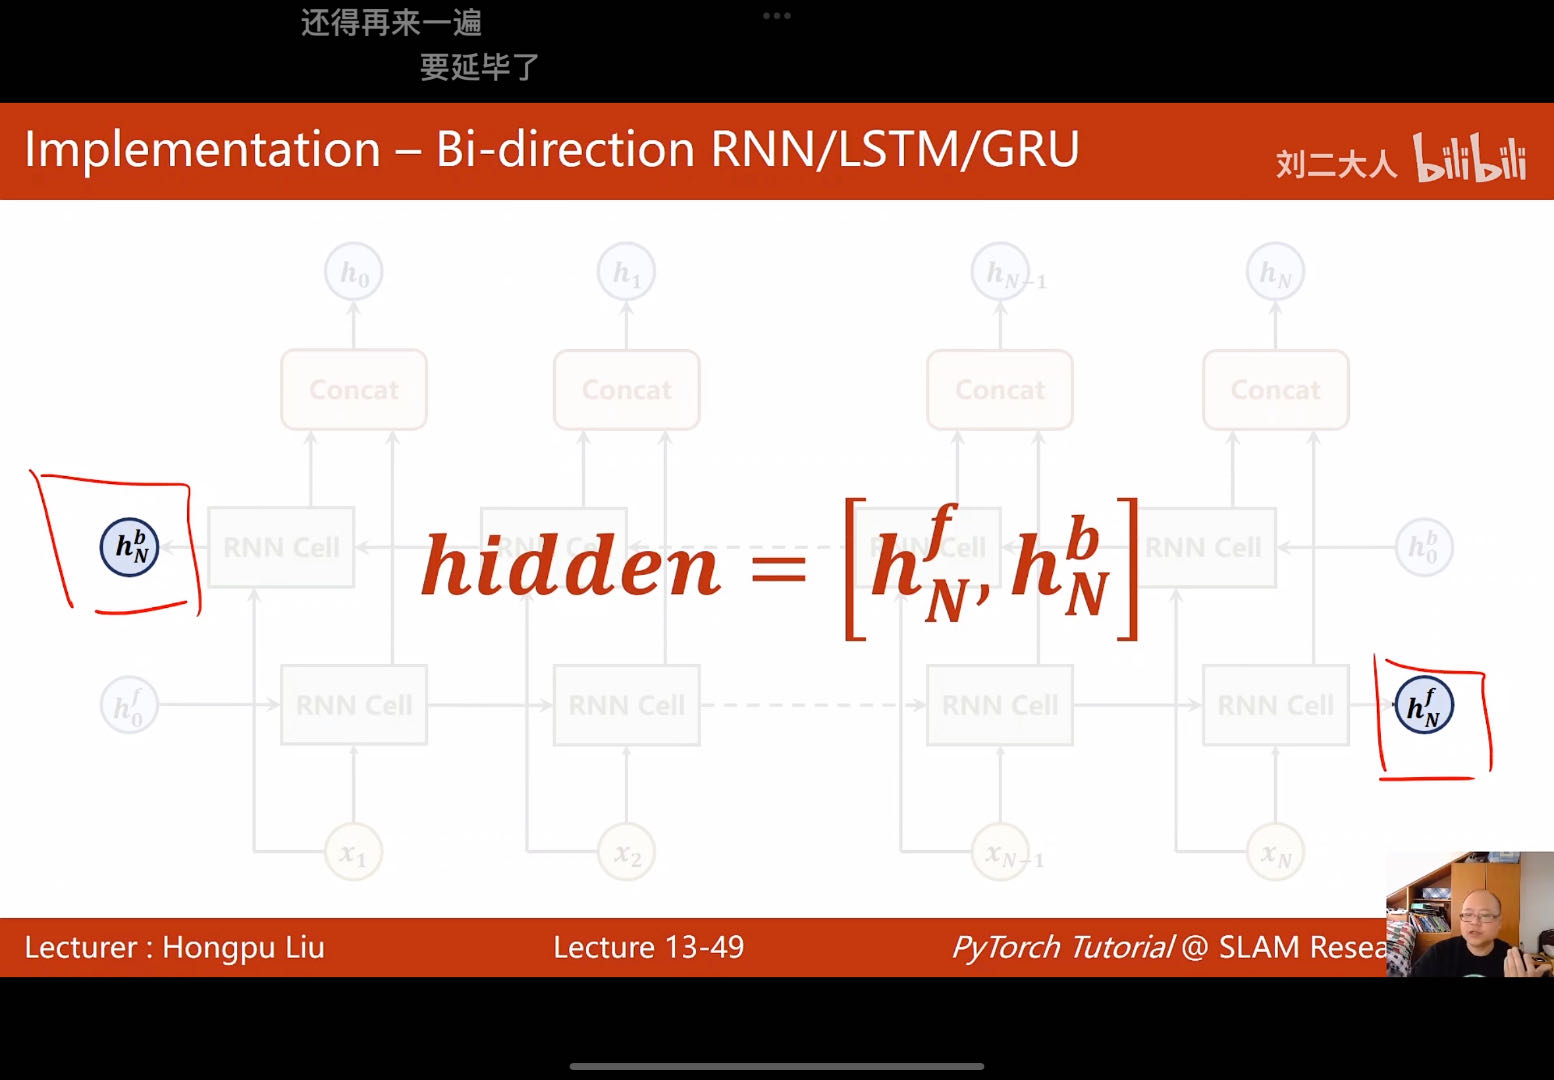 还得再来一遍
要延毕了
Implementation – Bi-direction RNN/LSTM/GRU
刘二大人 bilibili
h_0 h_1 h_{N-1} h_N
Concat Concat Concat Concat
h_N^b RNN Cell RNN Cell RNN Cell RNN Cell h_0^b
hidden = [h_N^f, h_N^b]
h_0^f RNN Cell RNN Cell RNN Cell RNN Cell h_N^f
x_1 x_2 x_{N-1} x_N
Lecturer : Hongpu Liu Lecture 13-49 PyTorch Tutorial @ SLAM Resea